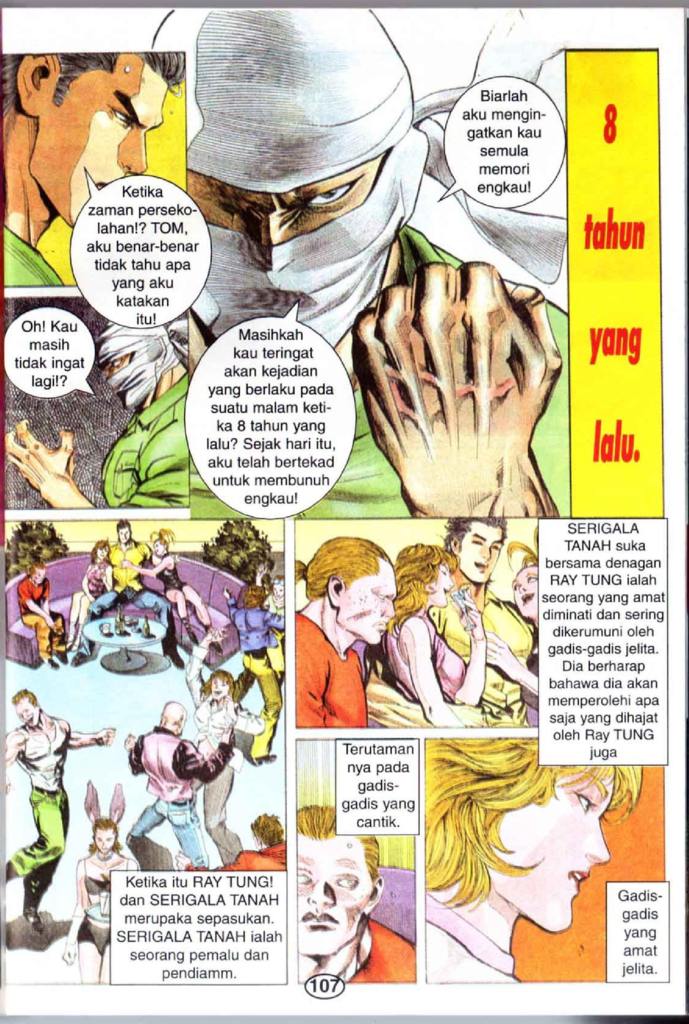 Ketika
zaman perseko-
lahan!? TOM,
aku benar-benar
tidak tahu apa
yang aku
katakan
itu!
Biarlah
aku mengin-
gatkan kau
semula
memori
engkau!
8
tahun
yang
lalu.
Oh! Kau
masih
tidak ingat
lagi!?
Masihkah
kau teringat
akan kejadian
yang berlaku pada
suatu malam keti-
ka 8 tahun yang
lalu? Sejak hari itu,
aku telah bertekad
untuk membunuh
engkau!
SERIGALA
TANAH suka
bersama denagan
RAY TUNG ialah
seorang yang amat
diminati dan sering
dikerumuni oleh
gadis-gadis jelita.
Dia berharap
bahawa dia akan
memperolehi apa
saja yang dihajat
oleh Ray TUNG
juga
Ketika itu RAY TUNG!
dan SERIGALA TANAH
merupaka sepasukan.
SERIGALA TANAH ialah
seorang pemalu dan
pendiamm.
Terutaman
nya pada
gadis-
gadis yang
cantik.
Gadis-
gadis
yang
amat
jelita.
107